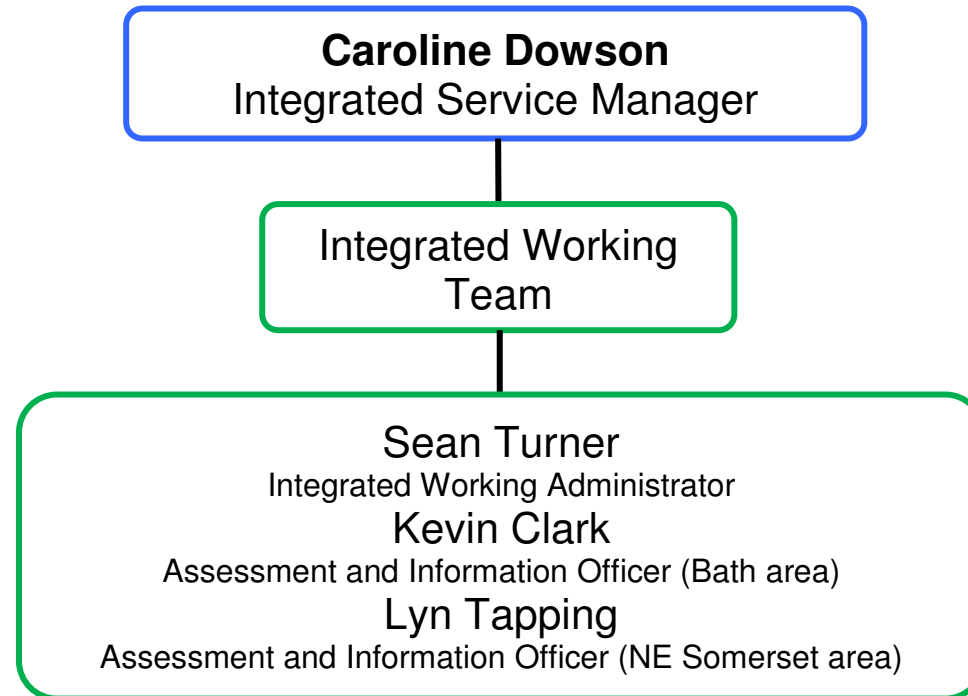 Caroline Dowson
Integrated Service Manager
Integrated Working
Team
Sean Turner
Integrated Working Administrator
Kevin Clark
Assessment and Information Officer (Bath area)
Lyn Tapping
Assessment and Information Officer (NE Somerset area)